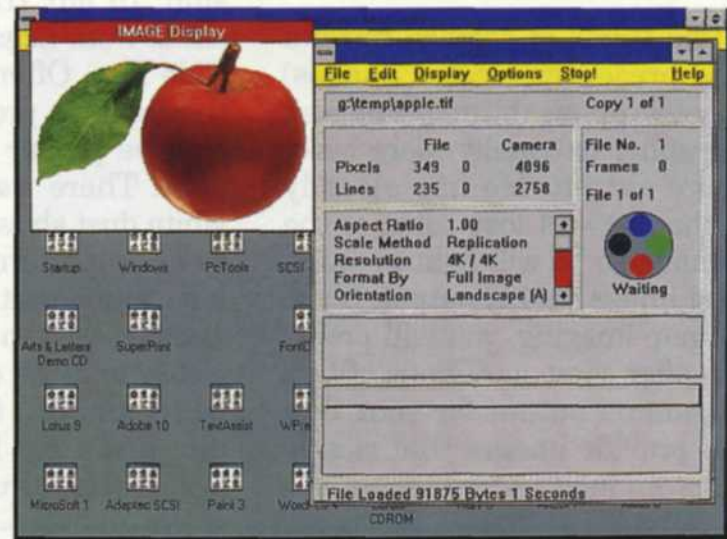 IMAGE Display
File Edit Display Options Stop! Help
g:\temp\apple.tif Copy 1 of 1
File Camera
Pixels 349 0 4096
Lines 235 0 2758
File No. 1
Frames 0
File 1 of 1
Aspect Ratio 1.00
Scale Method Replication
Resolution 4K / 4K
Format By Full Image
Orientation Landscape (A)
Waiting
File Loaded 91875 Bytes 1 Seconds
Startup Windows PcTools SCSI
Arts & Letters Demo CD SuperPrint
Lotus 9 Adobe 10 TextAssist
MicroSoft 1 Adaptec SCSI Paint 3
CDROM